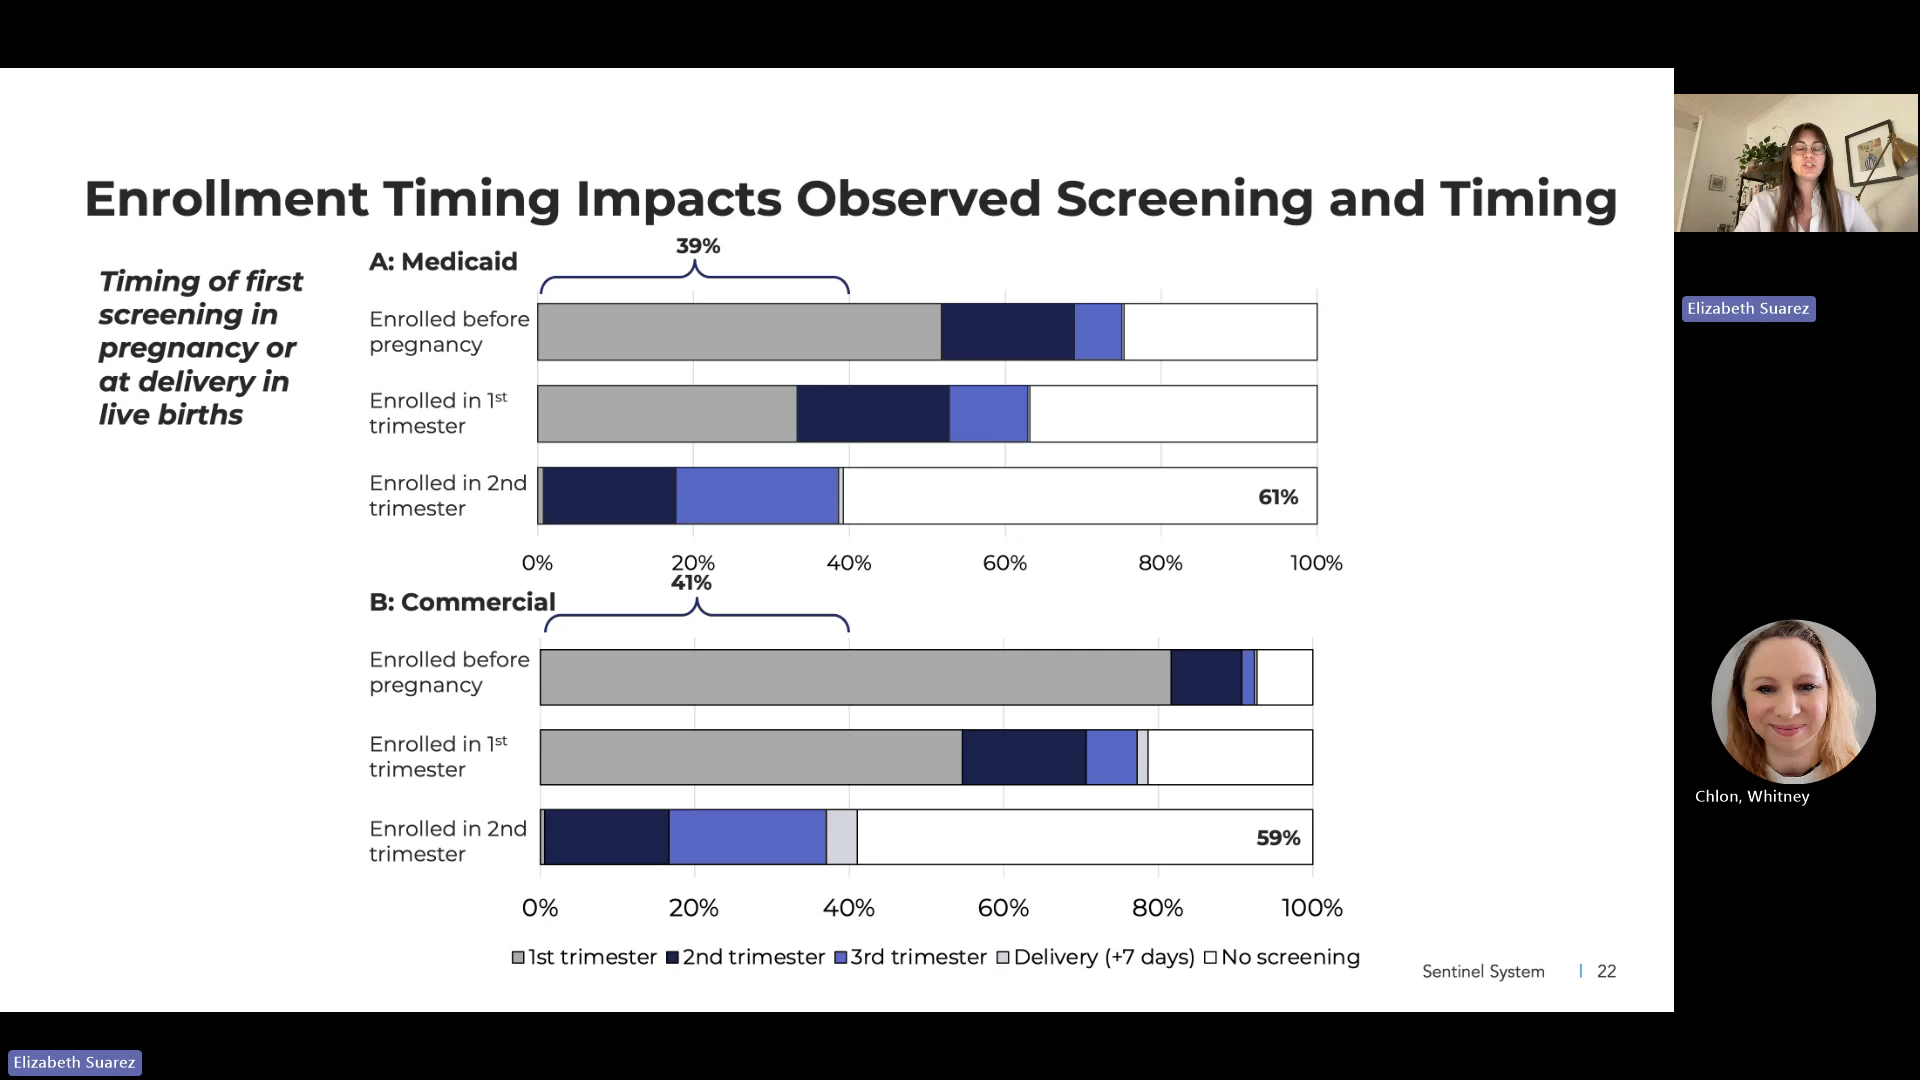 Enrollment Timing Impacts Observed Screening and Timing
Timing of first
screening in
pregnancy or
at delivery in
live births
A: Medicaid
39%
Enrolled before
pregnancy
Enrolled in 1st
trimester
Enrolled in 2nd
trimester
61%
0% 20% 40% 60% 80% 100%
B: Commercial
41%
Enrolled before
pregnancy
Enrolled in 1st
trimester
Enrolled in 2nd
trimester
59%
0% 20% 40% 60% 80% 100%
1st trimester 2nd trimester 3rd trimester Delivery (+7 days) No screening
Sentinel System | 22
Elizabeth Suarez
Chlon, Whitney
Elizabeth Suarez